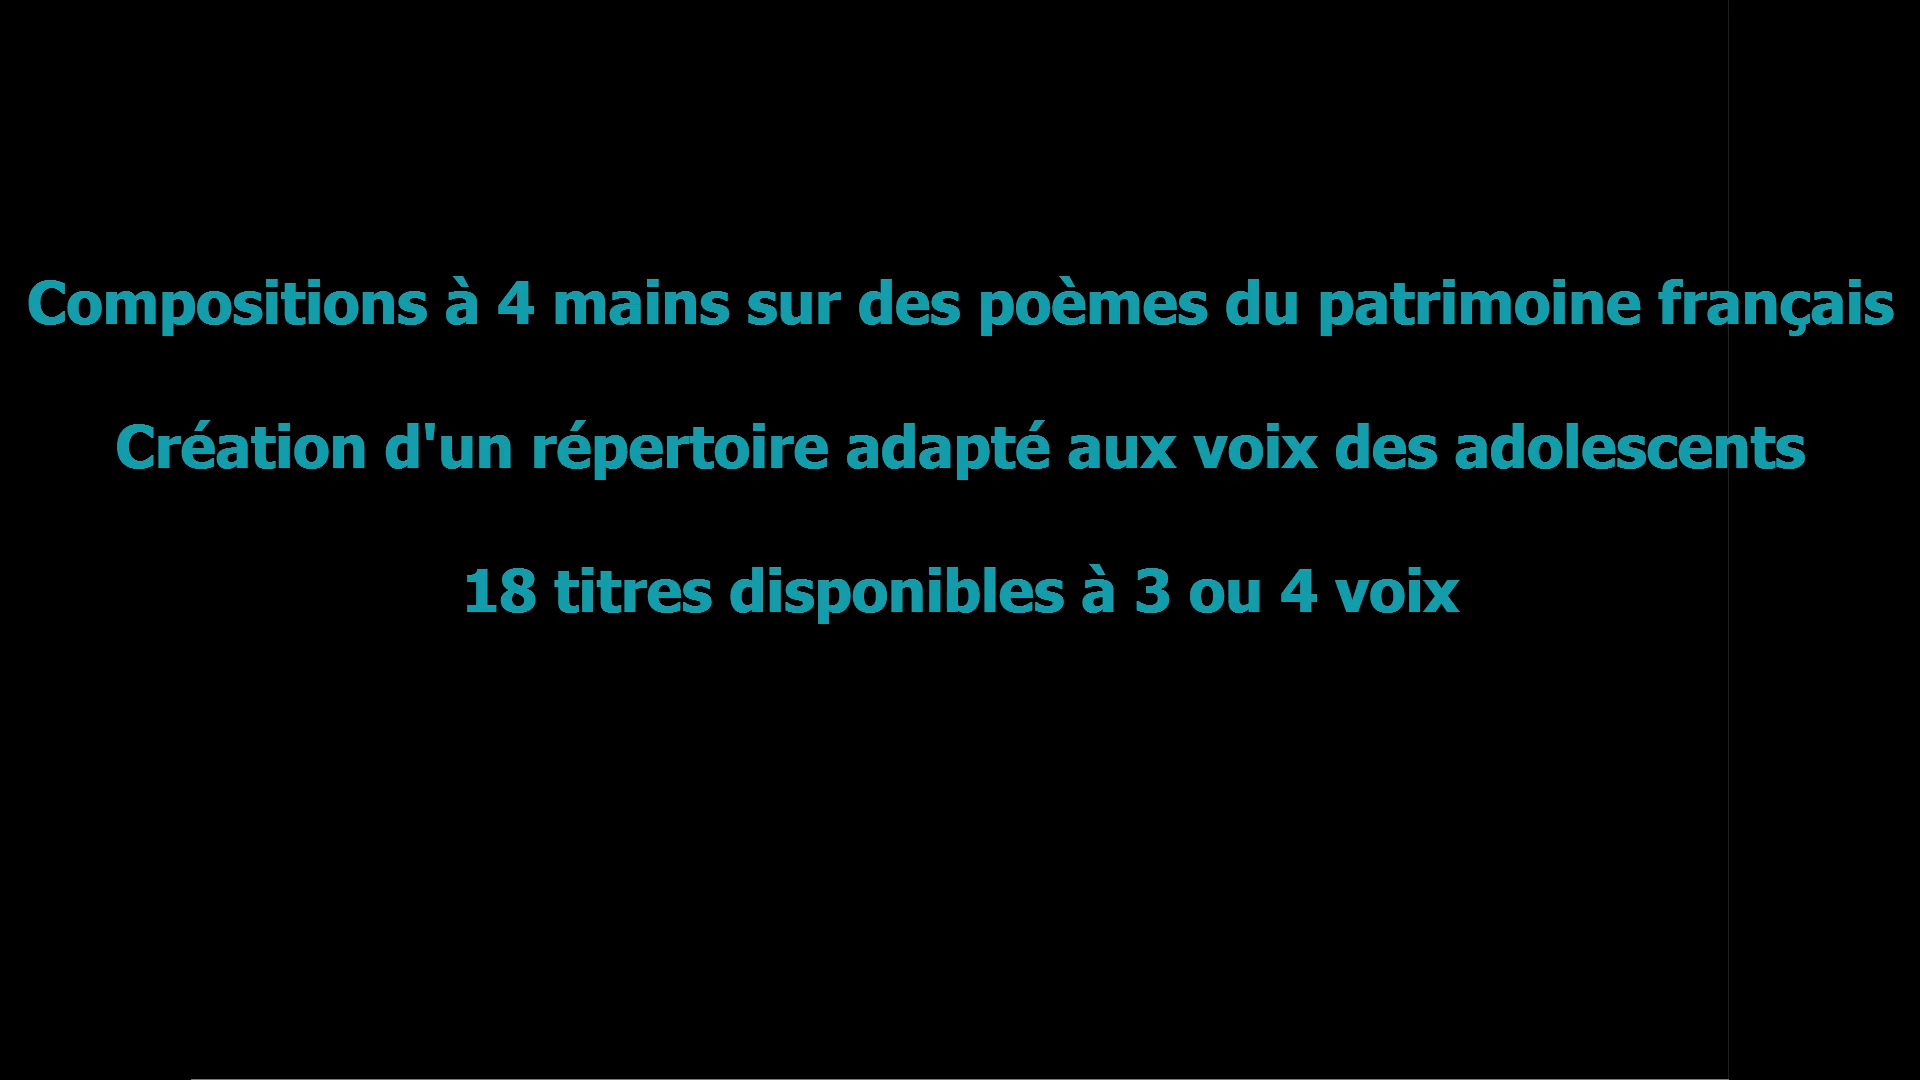 Compositions à 4 mains sur des poèmes du patrimoine français
Création d'un répertoire adapté aux voix des adolescents
18 titres disponibles à 3 ou 4 voix